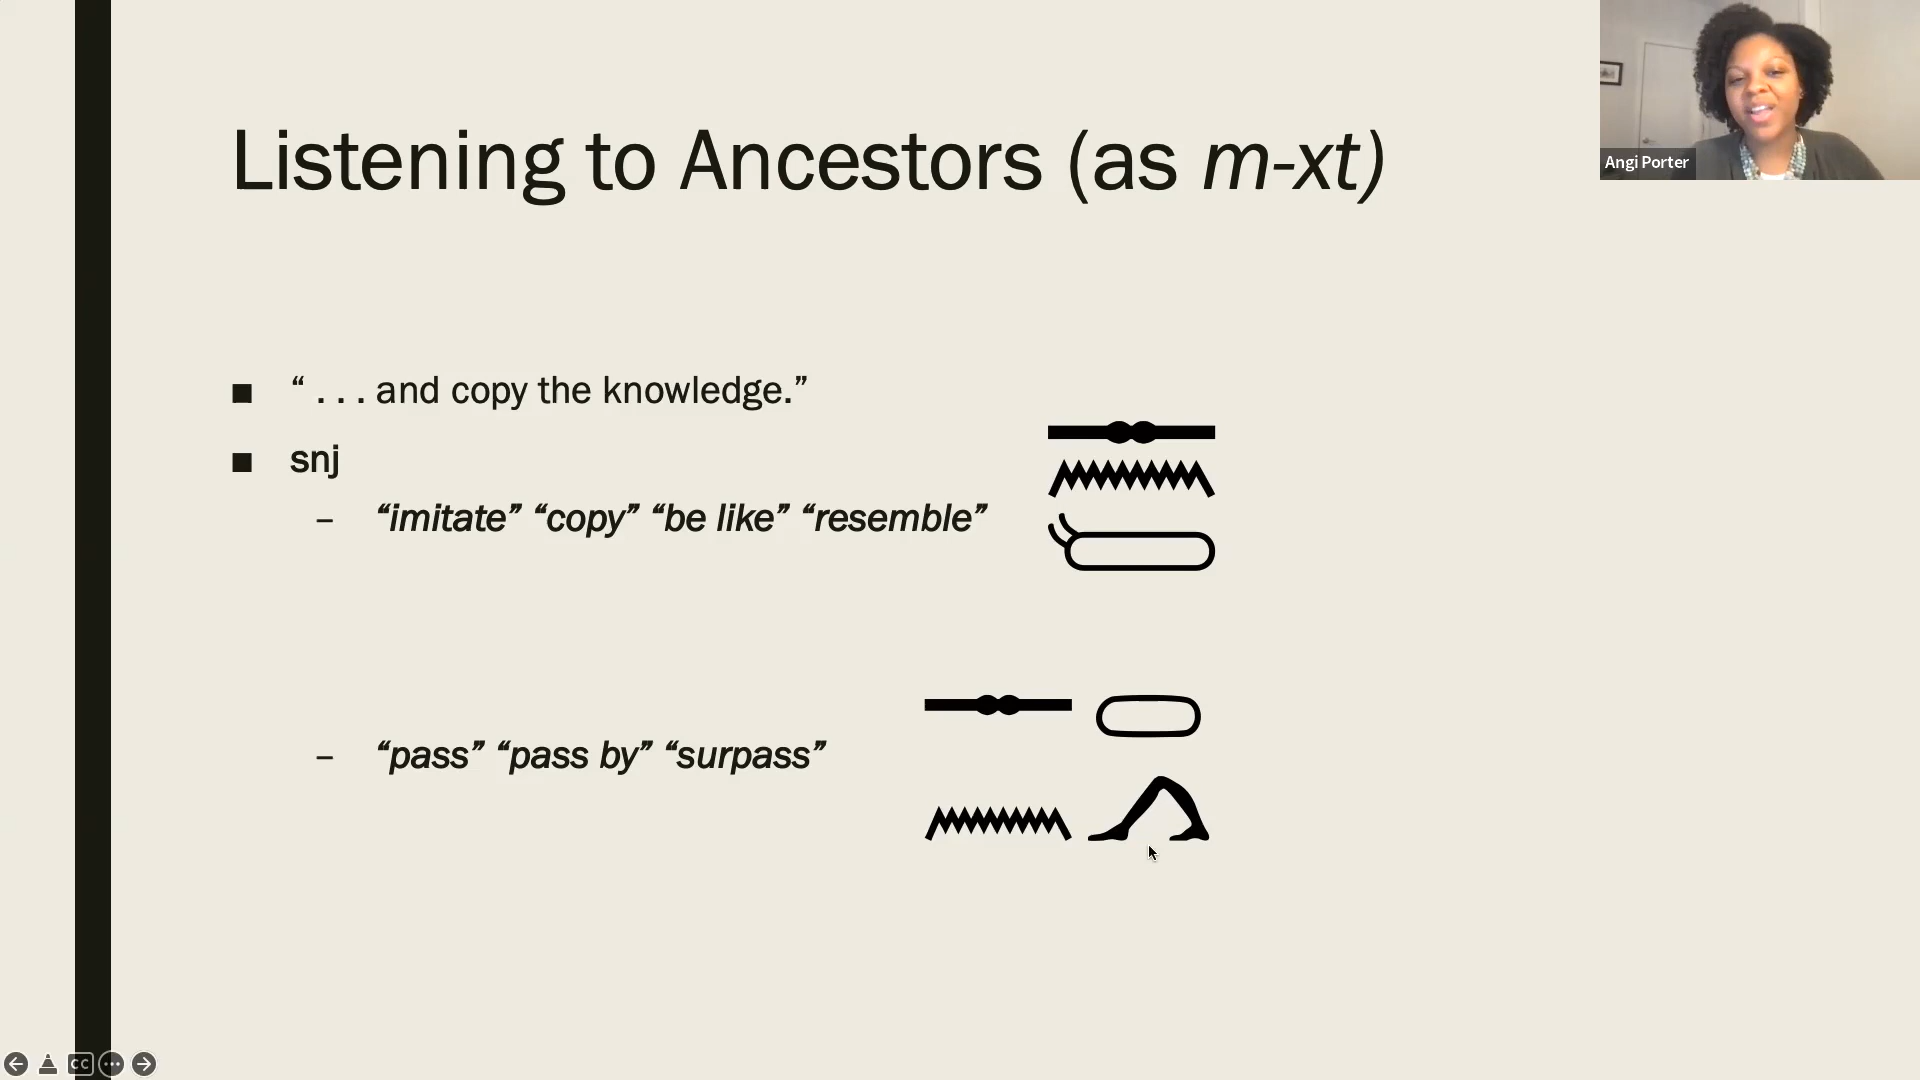 Angi Porter
Listening to Ancestors (as m-xt)
■ “ . . . and copy the knowledge.”
■ snj
– “imitate” “copy” “be like” “resemble”
– “pass” “pass by” “surpass”
CC